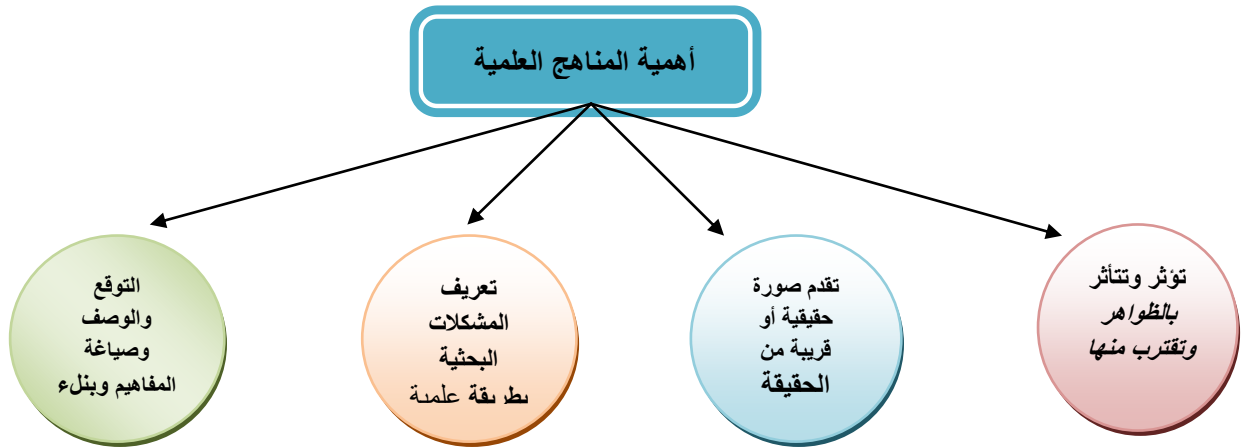 أهمية المناهج العلمية
تؤثر وتتأثر
بالظواهر
وتقترب منها
تقدم صورة
حقيقية أو
قريبة من
الحقيقة
تعريف
المشكلات
البحثية
بطريقة علمية
التوقع
والوصف
وصياغة
المفاهيم وبنلء